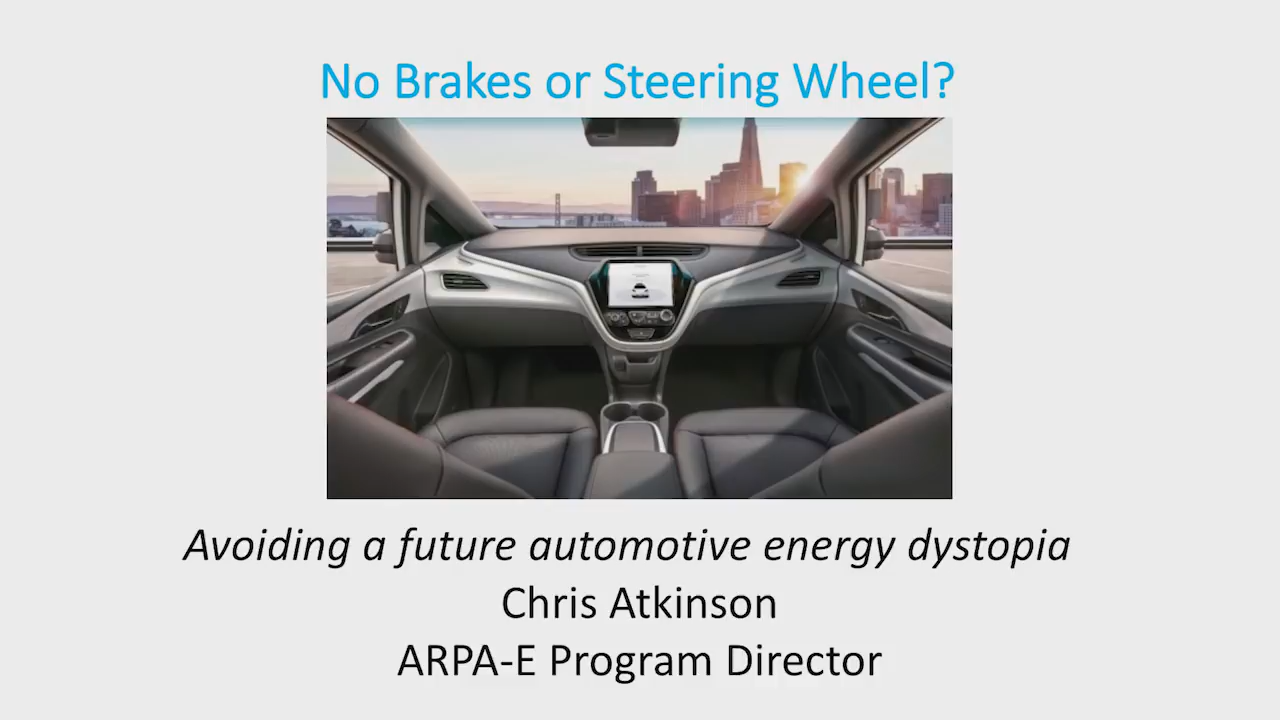 No Brakes or Steering Wheel?
Avoiding a future automotive energy dystopia
Chris Atkinson
ARPA-E Program Director